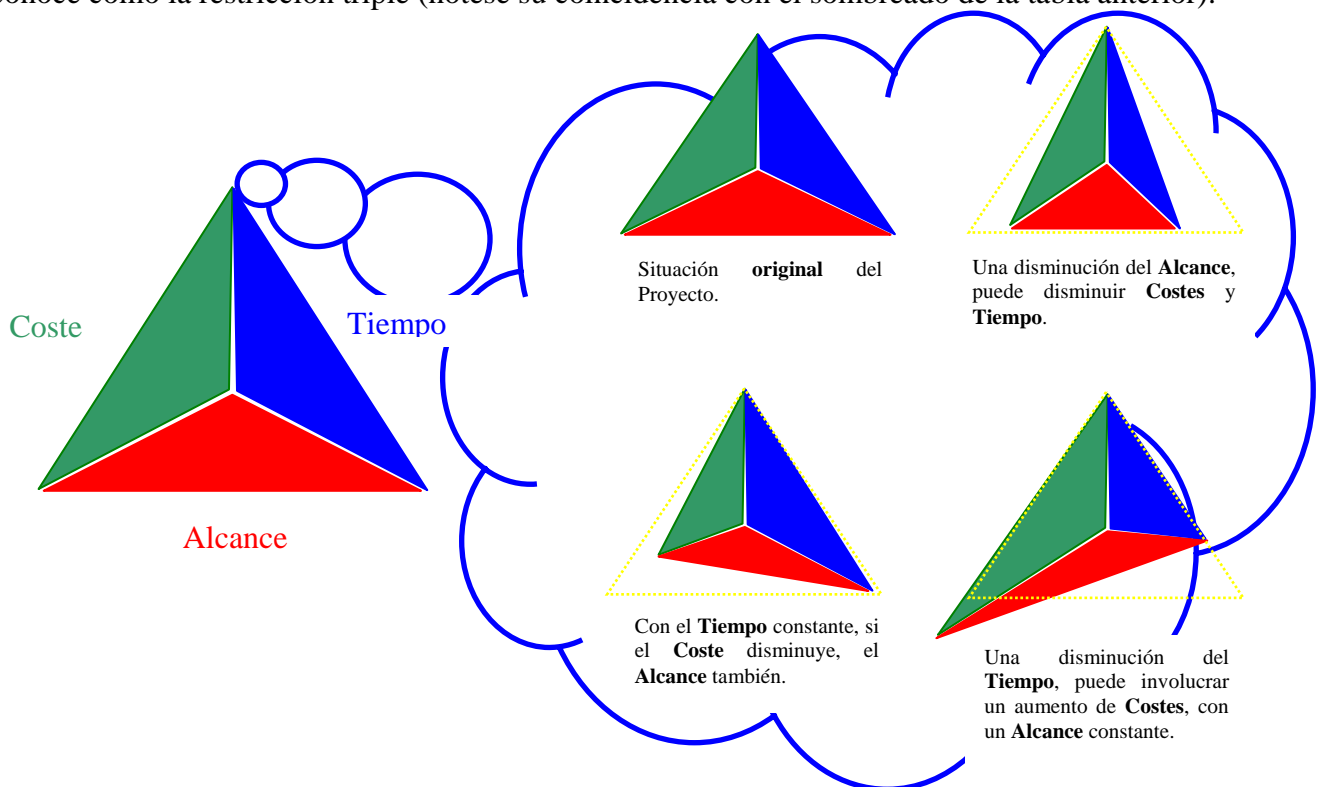 conoce como la restricción triple (nótese su coincidencia con el sombreado de la tabla anterior).
Coste
Tiempo
Alcance
Situación original del
Proyecto.
Una disminución del Alcance,
puede disminuir Costes y
Tiempo.
Con el Tiempo constante, si
el Coste disminuye, el
Alcance también.
Una disminución del
Tiempo, puede involucrar
un aumento de Costes, con
un Alcance constante.